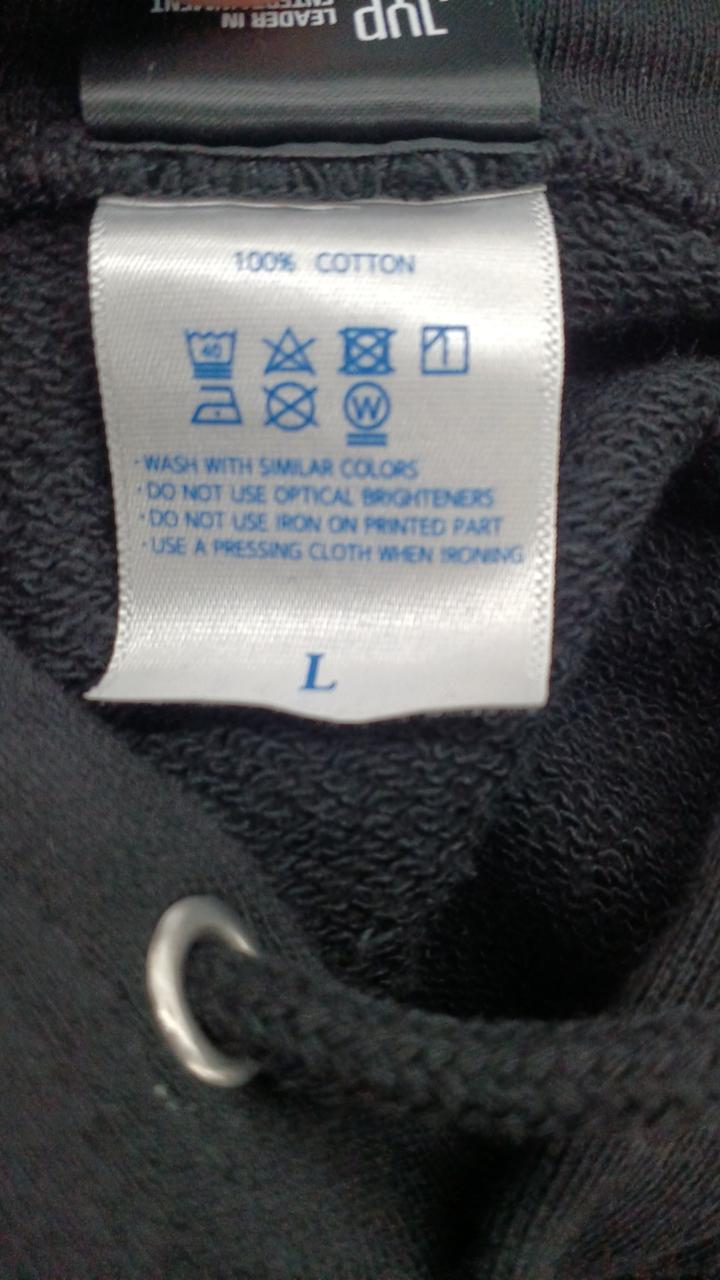 JYP
LEADER IN
ENTERTAINMENT
100% COTTON
40
W
· WASH WITH SIMILAR COLORS
· DO NOT USE OPTICAL BRIGHTENERS
· DO NOT USE IRON ON PRINTED PART
· USE A PRESSING CLOTH WHEN IRONING
L